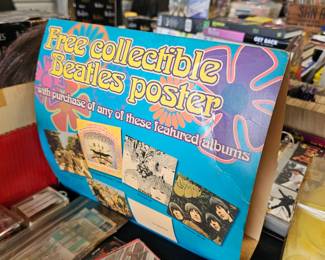 Free collectible
Beatles poster
with purchase of any of these featured albums
GET BACK